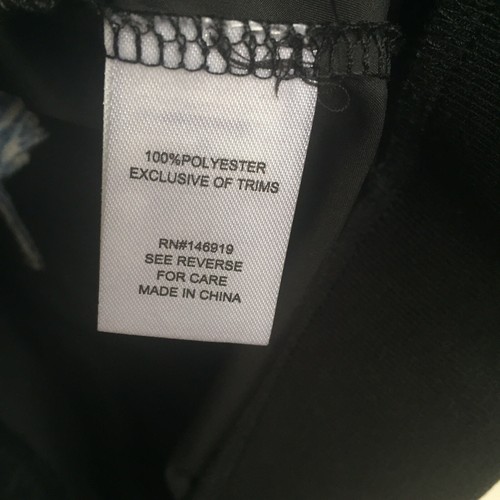 100%POLYESTER
EXCLUSIVE OF TRIMS
RN#146919
SEE REVERSE
FOR CARE
MADE IN CHINA